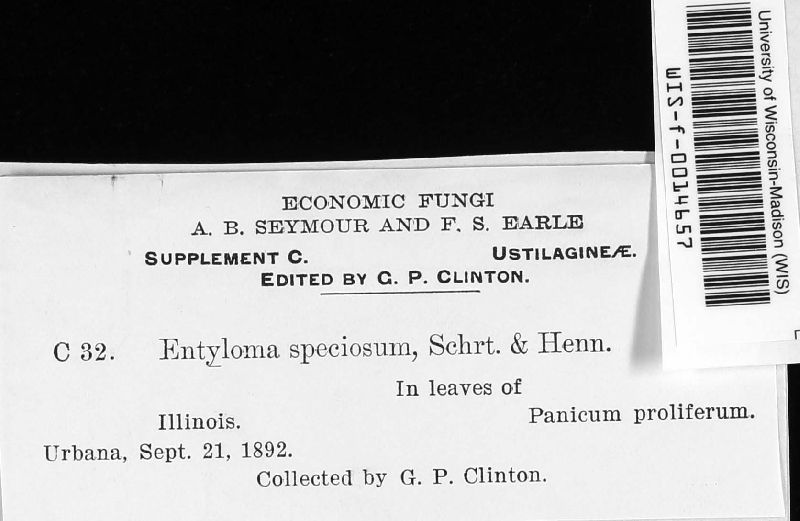 ECONOMIC FUNGI
A. B. SEYMOUR AND F. S. EARLE
SUPPLEMENT C. USTILAGINEÆ.
EDITED BY G. P. CLINTON.
C 32. Entyloma speciosum, Schrt. & Henn.
In leaves of
Illinois. Panicum proliferum.
Urbana, Sept. 21, 1892.
Collected by G. P. Clinton.
University of Wisconsin-Madison (WIS)
WIS-f-0014657